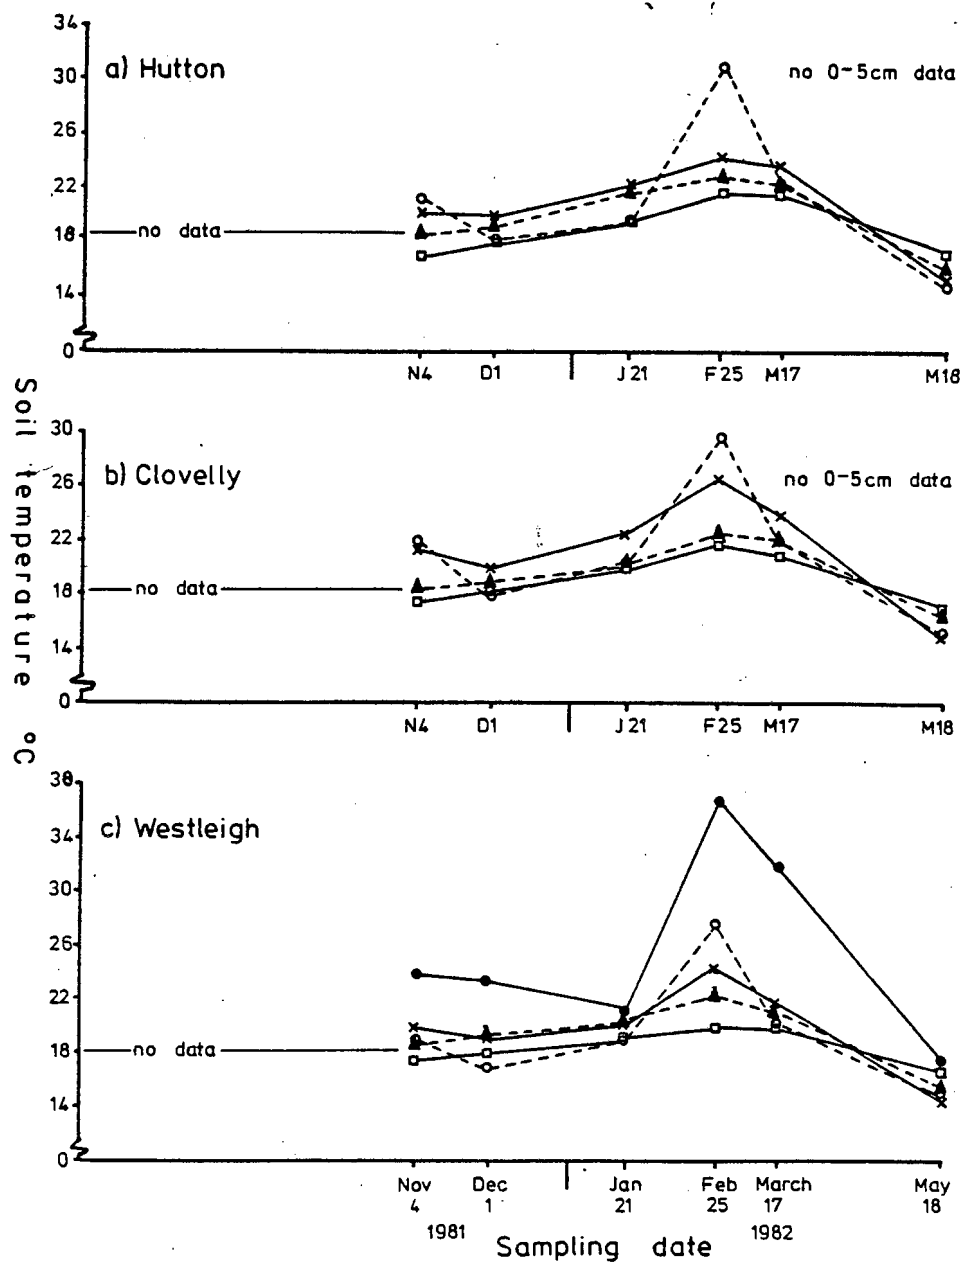 34
a) Hutton
no 0-5cm data
30
26
22
18
no data
14
0
N4 D1 J21 F25 M17 M18
Soil temperature °C
30
b) Clovelly
no 0-5cm data
26
22
18
no data
14
0
N4 D1 J21 F25 M17 M18
38
c) Westleigh
34
30
26
22
18
no data
14
0
Nov Dec Jan Feb March May
4 1 21 25 17 18
1981 1982
Sampling date